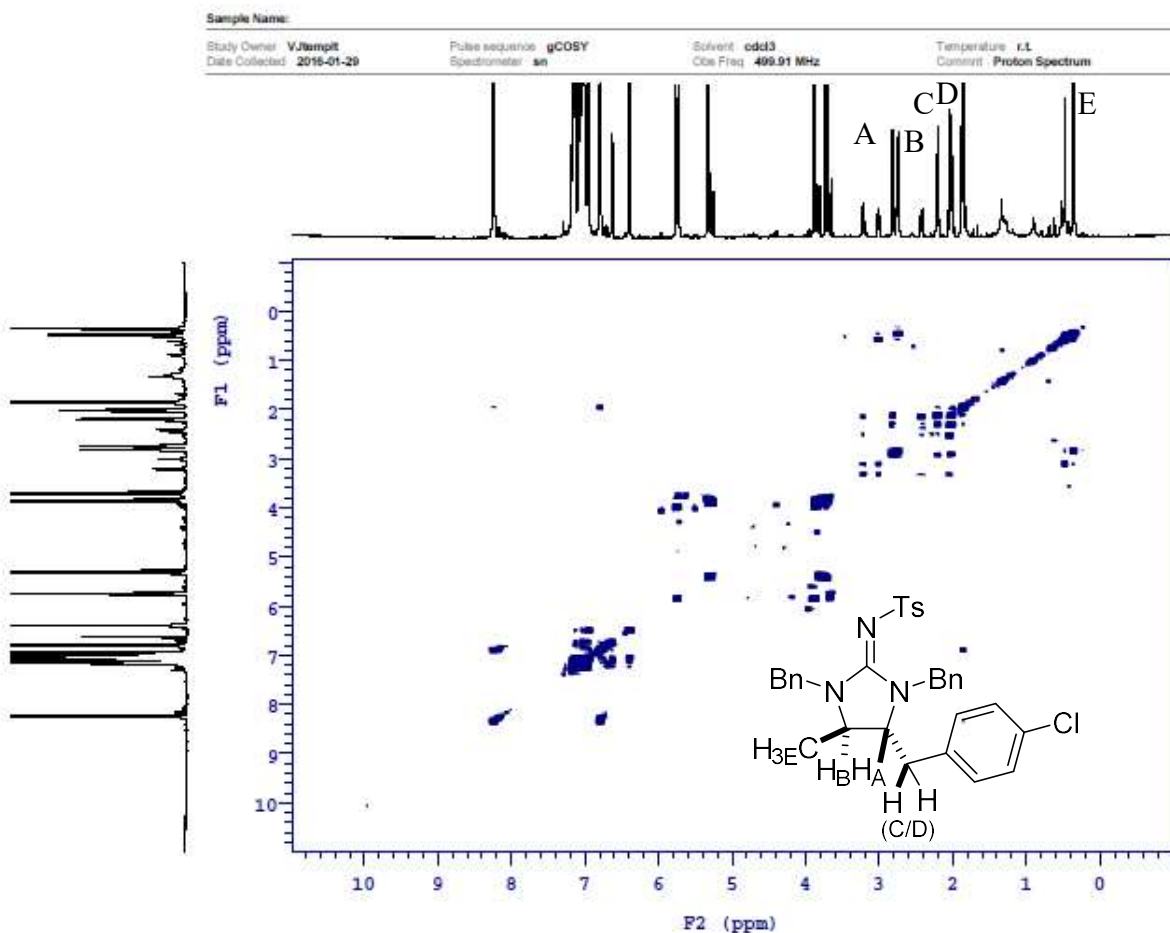 Sample Name:
Study Owner VJtemplt Pulse sequence gCOSY Solvent cdcl3 Temperature r.t.
Date Collected 2016-01-29 Spectrometer sn Obs Freq 499.91 MHz Comment Proton Spectrum
A B C D E
F1 (ppm)
0
1
2
3
4
5
6
7
8
9
10
N Ts
Bn N N Bn
Cl
H3EC
HB HA
H H
(C/D)
10 9 8 7 6 5 4 3 2 1 0
F2 (ppm)